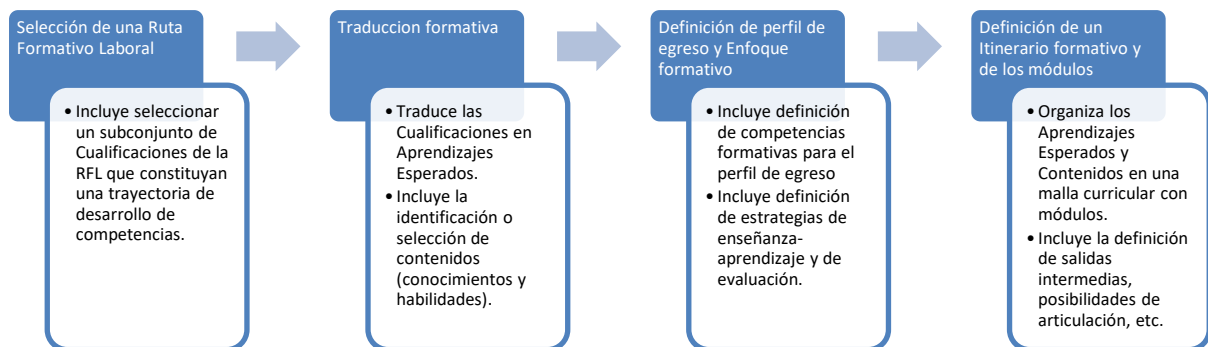 Selección de una Ruta
Formativo Laboral
• Incluye seleccionar
un subconjunto de
Cualificaciones de la
RFL que constituyan
una trayectoria de
desarrollo de
competencias.
Traduccion formativa
• Traduce las
Cualificaciones en
Aprendizajes
Esperados.
• Incluye la
identificación o
selección de
contenidos
(conocimientos y
habilidades).
Definición de perfil de
egreso y Enfoque
formativo
• Incluye definición
de competencias
formativas para el
perfil de egreso
• Incluye definición
de estrategias de
enseñanza-
aprendizaje y de
evaluación.
Definición de un
Itinerario formativo y
de los módulos
• Organiza los
Aprendizajes
Esperados y
Contenidos en una
malla curricular con
módulos.
• Incluye la definición
de salidas
intermedias,
posibilidades de
articulación, etc.